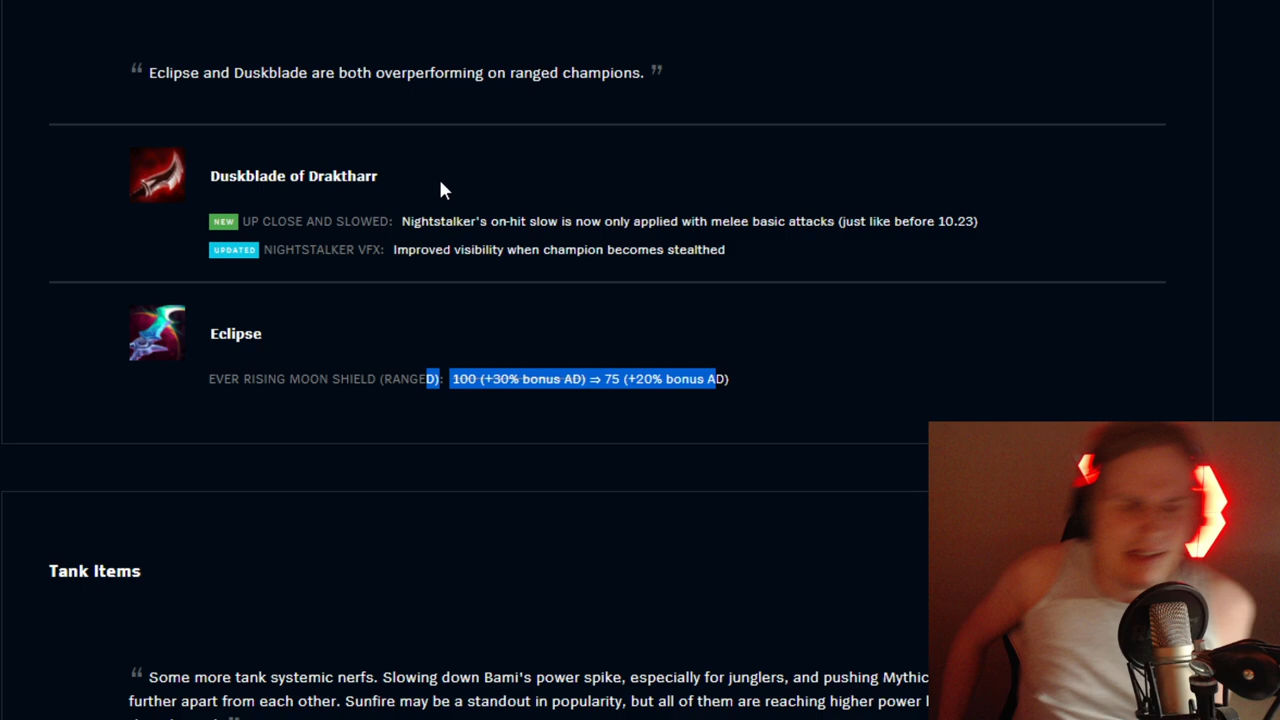 “ Eclipse and Duskblade are both overperforming on ranged champions. ”
Duskblade of Draktharr
NEW UP CLOSE AND SLOWED: Nightstalker's on-hit slow is now only applied with melee basic attacks (just like before 10.23)
UPDATED NIGHTSTALKER VFX: Improved visibility when champion becomes stealthed
Eclipse
EVER RISING MOON SHIELD (RANGED): 100 (+30% bonus AD) ⇒ 75 (+20% bonus AD)
Tank Items
“ Some more tank systemic nerfs. Slowing down Bami's power spike, especially for junglers, and pushing Mythic
further apart from each other. Sunfire may be a standout in popularity, but all of them are reaching higher power